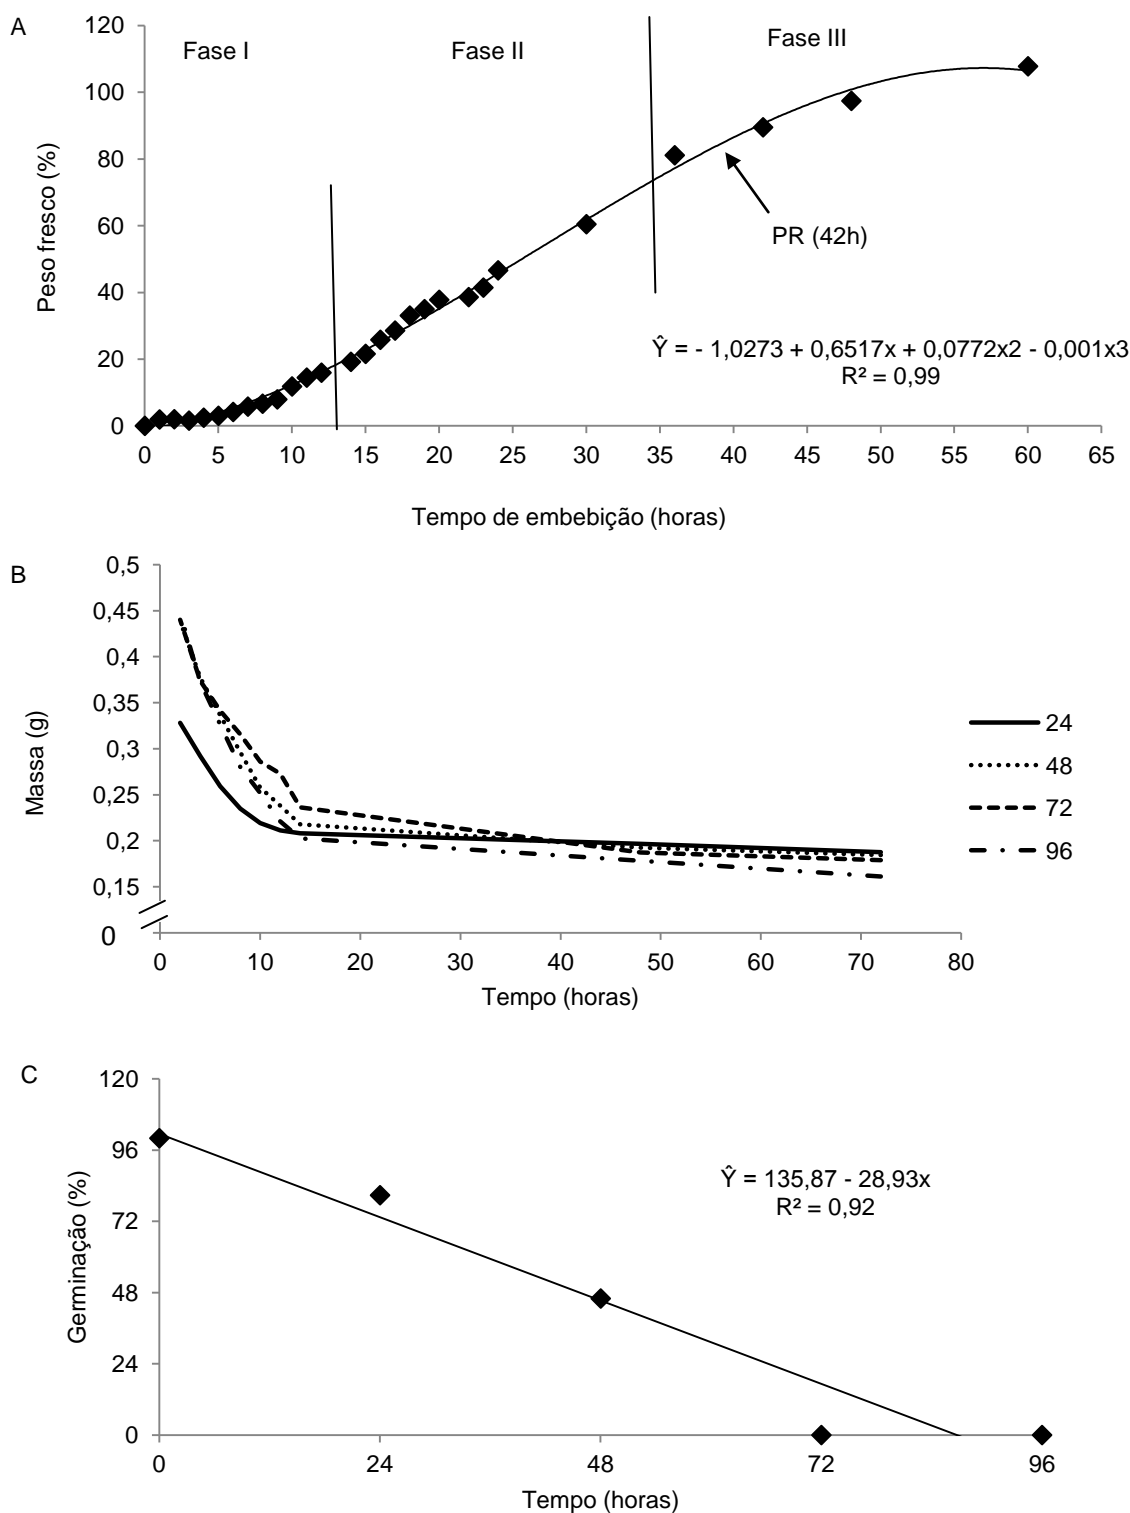 A
120
100
80
60
40
20
0
Peso fresco (%)
Fase I
Fase II
Fase III
PR (42h)
Ŷ = - 1,0273 + 0,6517x + 0,0772x2 - 0,001x3
R² = 0,99
0 5 10 15 20 25 30 35 40 45 50 55 60 65
Tempo de embebição (horas)
B
0,5
0,45
0,4
0,35
0,3
0,25
0,2
0,15
0
Massa (g)
24
48
72
96
0 10 20 30 40 50 60 70 80
Tempo (horas)
C
120
96
72
48
24
0
Germinação (%)
Ŷ = 135,87 - 28,93x
R² = 0,92
0 24 48 72 96
Tempo (horas)